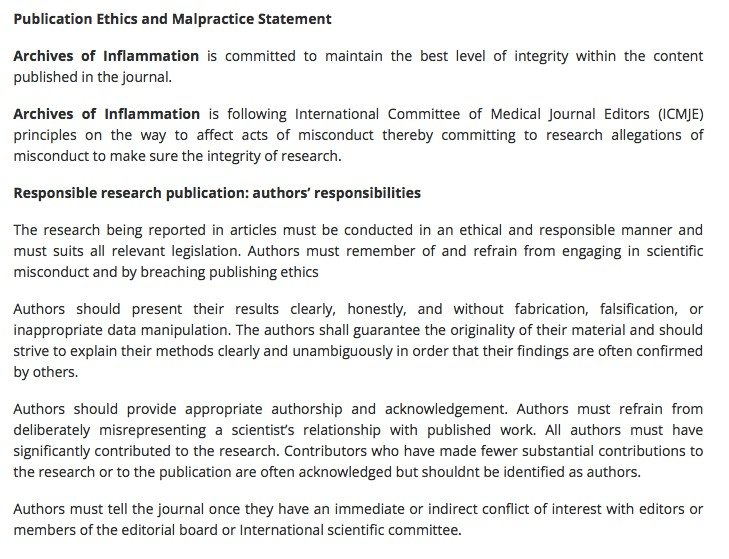 Publication Ethics and Malpractice Statement
Archives of Inflammation is committed to maintain the best level of integrity within the content
published in the journal.
Archives of Inflammation is following International Committee of Medical Journal Editors (ICMJE)
principles on the way to affect acts of misconduct thereby committing to research allegations of
misconduct to make sure the integrity of research.
Responsible research publication: authors’ responsibilities
The research being reported in articles must be conducted in an ethical and responsible manner and
must suits all relevant legislation. Authors must remember of and refrain from engaging in scientific
misconduct and by breaching publishing ethics
Authors should present their results clearly, honestly, and without fabrication, falsification, or
inappropriate data manipulation. The authors shall guarantee the originality of their material and should
strive to explain their methods clearly and unambiguously in order that their findings are often confirmed
by others.
Authors should provide appropriate authorship and acknowledgement. Authors must refrain from
deliberately misrepresenting a scientist’s relationship with published work. All authors must have
significantly contributed to the research. Contributors who have made fewer substantial contributions to
the research or to the publication are often acknowledged but shouldnt be identified as authors.
Authors must tell the journal once they have an immediate or indirect conflict of interest with editors or
members of the editorial board or International scientific committee.